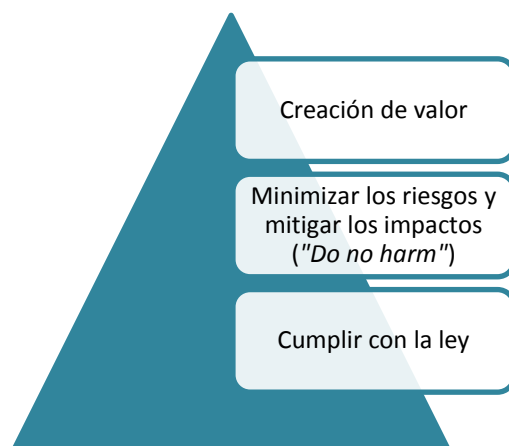 Creación de valor
Minimizar los riesgos y
mitigar los impactos
("Do no harm")
Cumplir con la ley